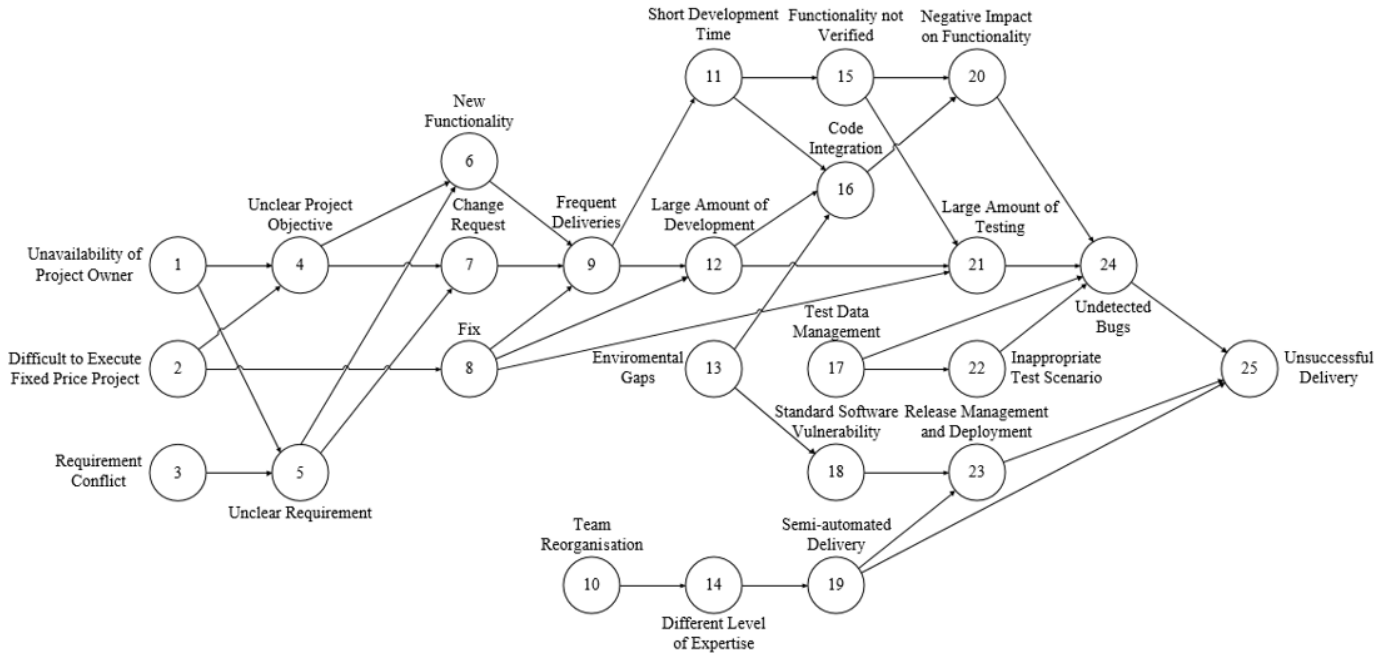 Short Development
Time
Functionality not
Verified
Negative Impact
on Functionality
11
15
20
New
Functionality
6
Code
Integration
16
Unclear Project
Objective
Change
Request
Frequent
Deliveries
Large Amount of
Development
Large Amount of
Testing
Unavailability of
Project Owner
1
4
7
9
12
21
24
Undetected
Bugs
Difficult to Execute
Fixed Price Project
2
Fix
8
Enviromental
Gaps
13
Test Data
Management
17
22
Inappropriate
Test Scenario
25
Unsuccessful
Delivery
Requirement
Conflict
3
5
Unclear Requirement
Standard Software
Vulnerability
18
Release Management
and Deployment
23
Team
Reorganisation
10
14
Different Level
of Expertise
Semi-automated
Delivery
19